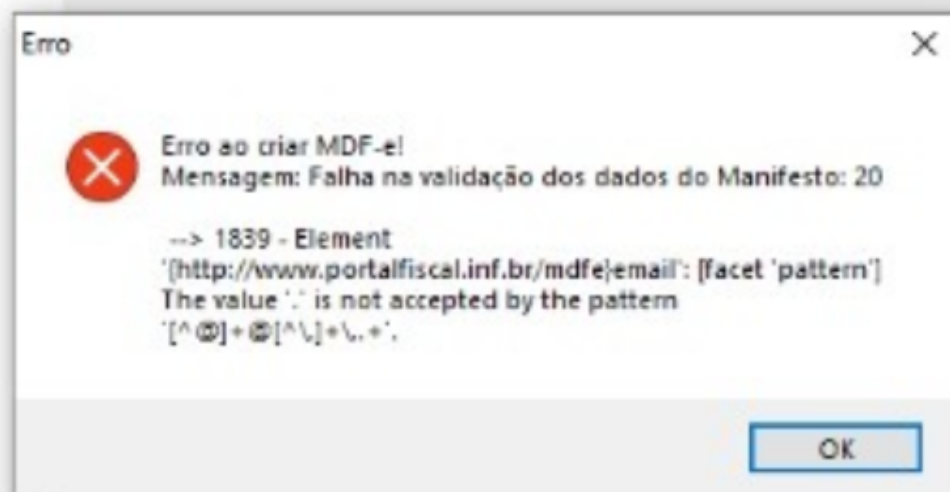 Erro
Erro ao criar MDF-e!
Mensagem: Falha na validação dos dados do Manifesto: 20
--> 1839 - Element
'{http://www.portalfiscal.inf.br/mdfe}email': [facet 'pattern']
The value '.' is not accepted by the pattern
'[^@]+@[^\.]+\..+'.
OK